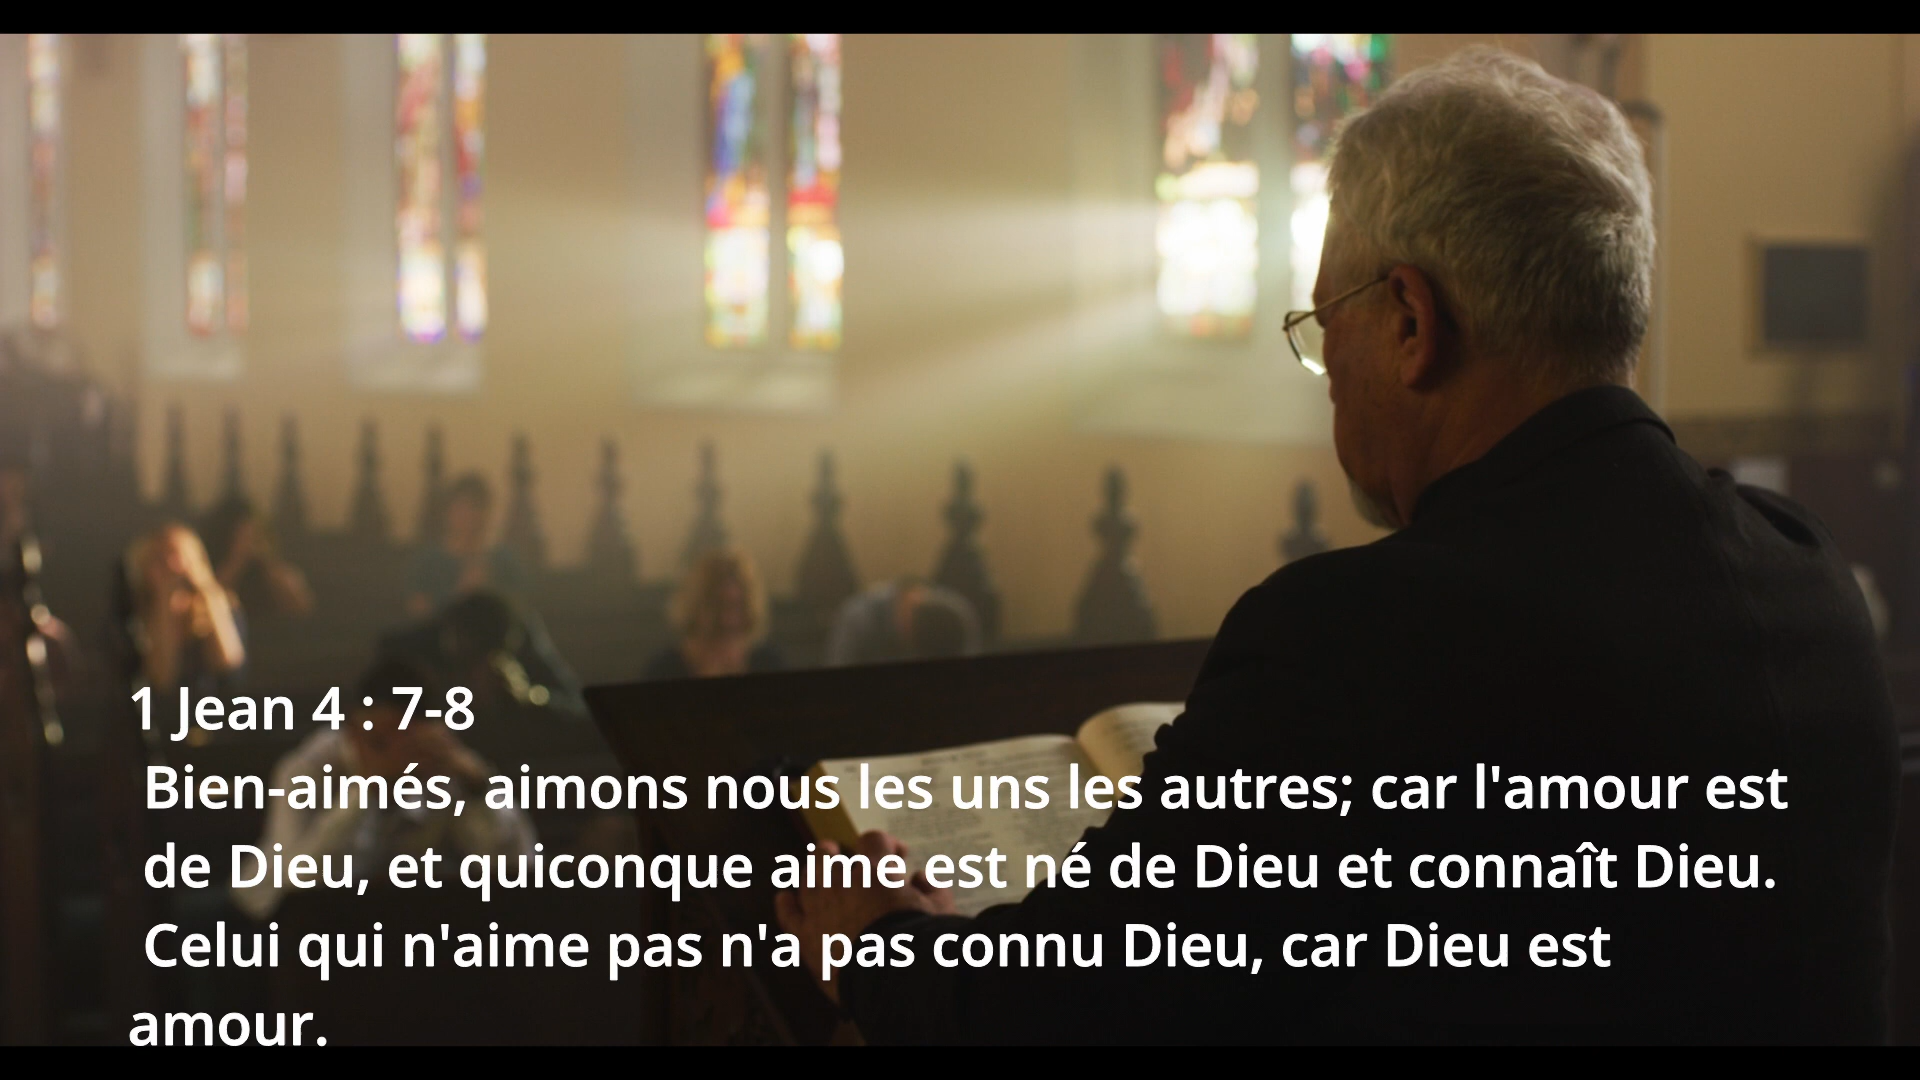 1 Jean 4 : 7-8
Bien-aimés, aimons nous les uns les autres; car l'amour est
de Dieu, et quiconque aime est né de Dieu et connaît Dieu.
Celui qui n'aime pas n'a pas connu Dieu, car Dieu est
amour.